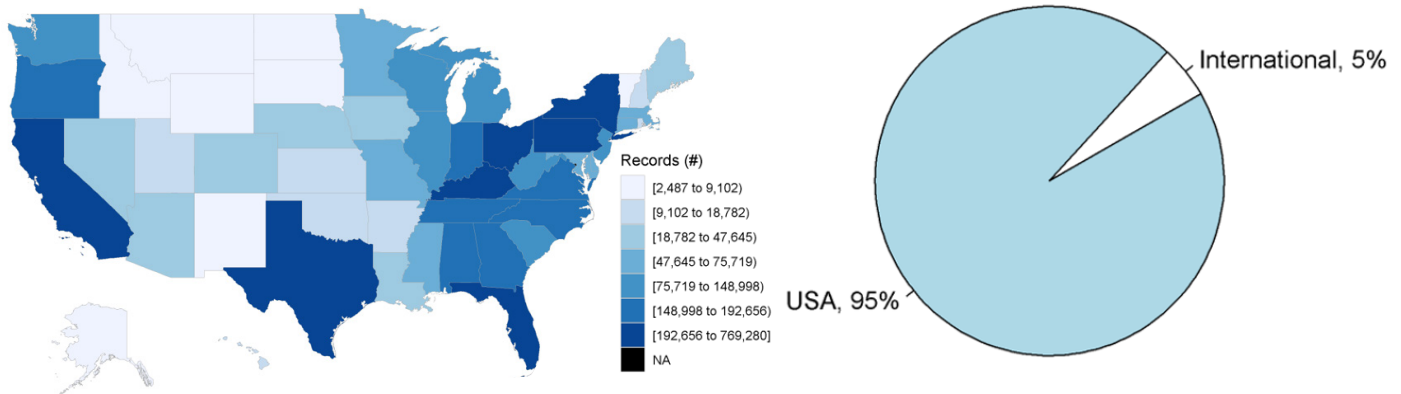 Records (#)
[2,487 to 9,102)
[9,102 to 18,782)
[18,782 to 47,645)
[47,645 to 75,719)
[75,719 to 148,998)
[148,998 to 192,656)
[192,656 to 769,280]
NA
International, 5%
USA, 95%